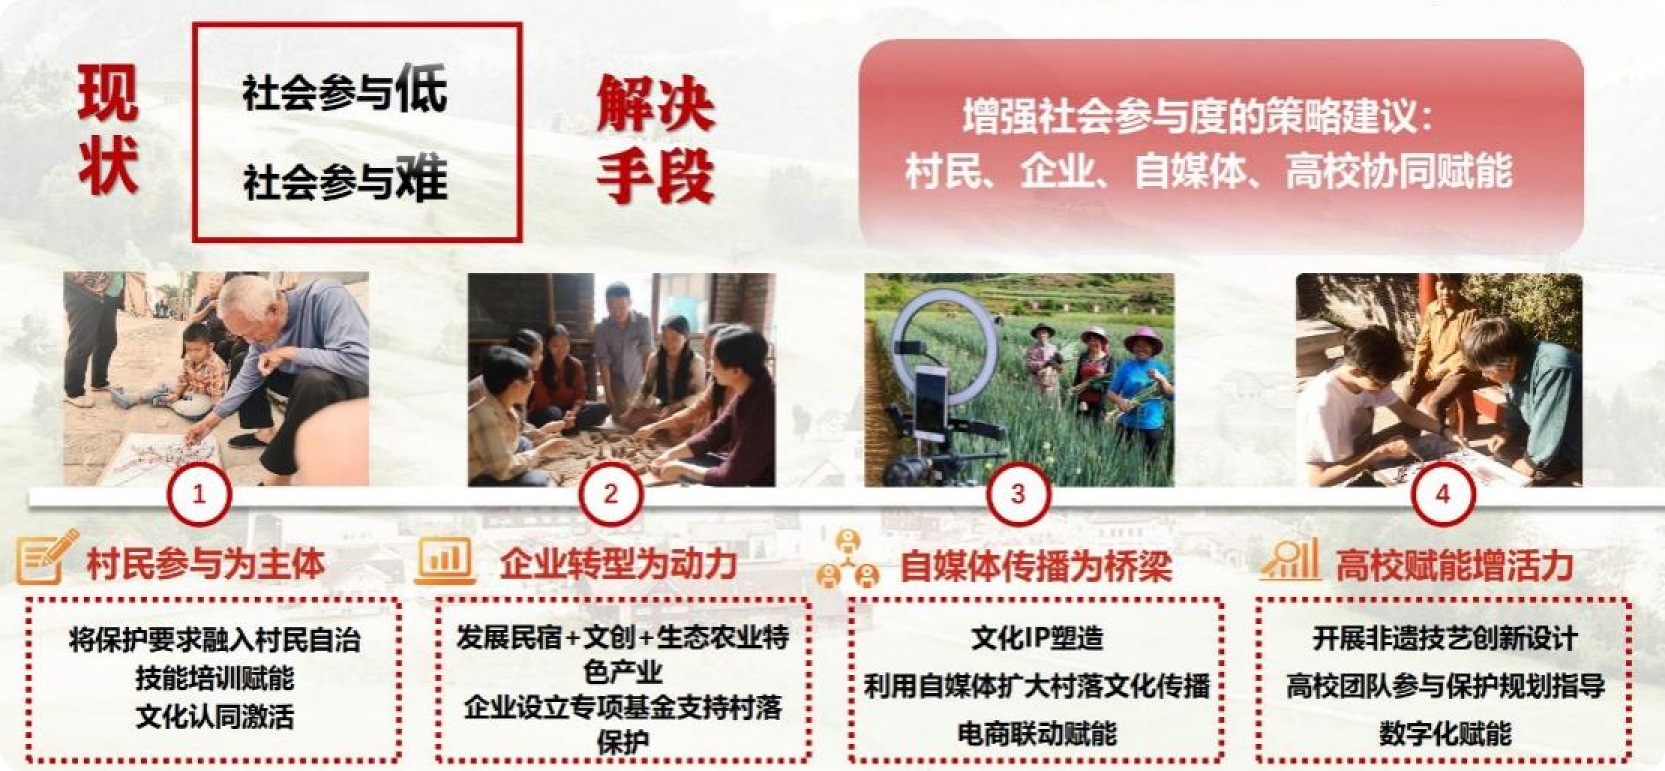 现状
社会参与低
社会参与难
解决
手段
增强社会参与度的策略建议：
村民、企业、自媒体、高校协同赋能
1
2
3
4
村民参与为主体
企业转型为动力
自媒体传播为桥梁
高校赋能增活力
将保护要求融入村民自治
技能培训赋能
文化认同激活
发展民宿+文创+生态农业特
色产业
企业设立专项基金支持村落
保护
文化IP塑造
利用自媒体扩大村落文化传播
电商联动赋能
开展非遗技艺创新设计
高校团队参与保护规划指导
数字化赋能